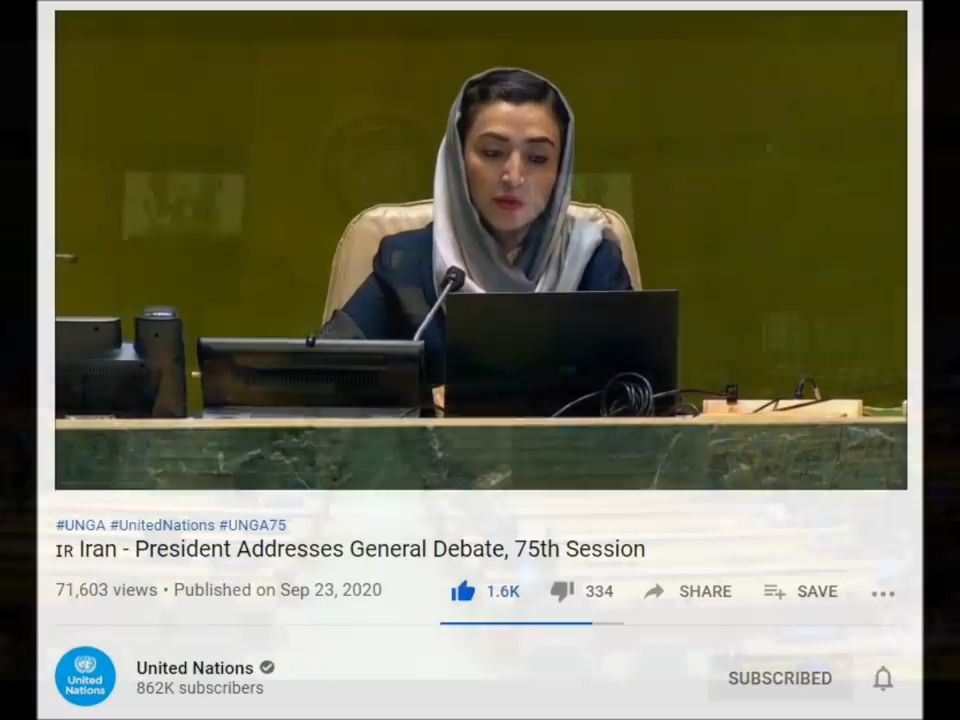 #UNGA #UnitedNations #UNGA75
IR Iran - President Addresses General Debate, 75th Session
71,603 views • Published on Sep 23, 2020
1.6K
334
SHARE
SAVE
United Nations
United Nations
862K subscribers
SUBSCRIBED